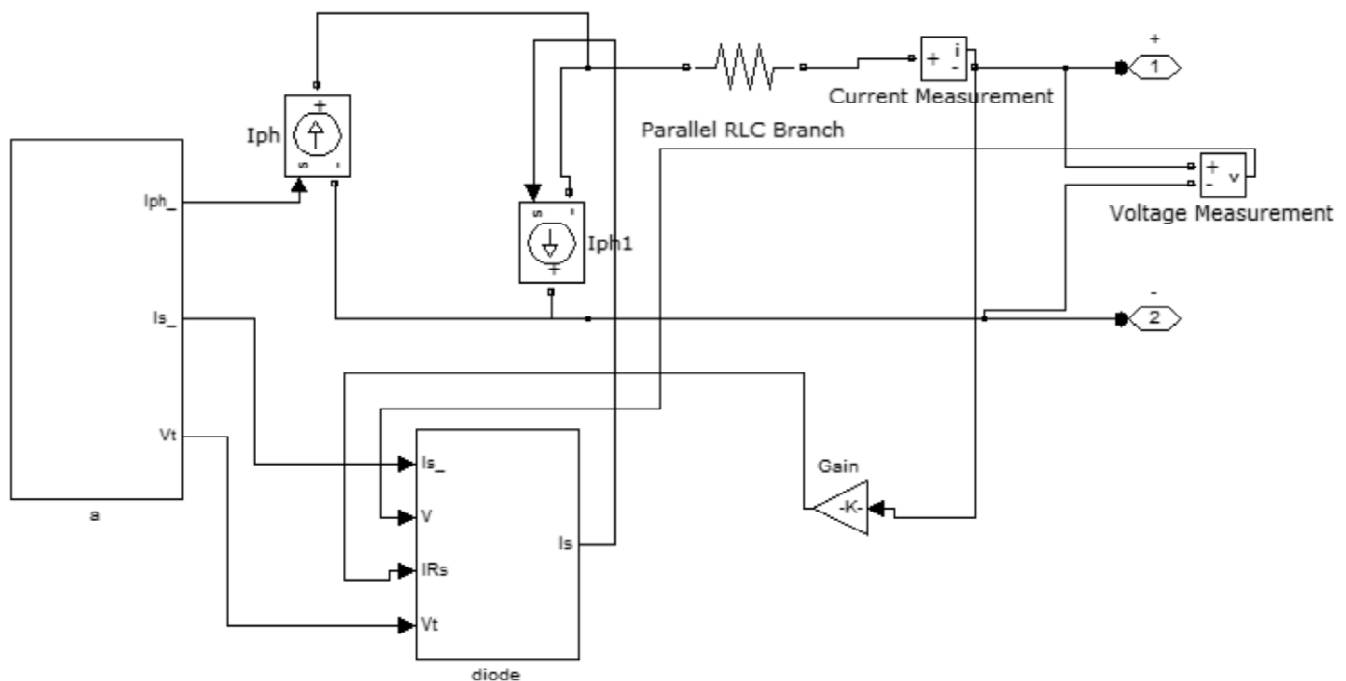 +
i
+
-
1
Current Measurement
+
Iph
s
-
Parallel RLC Branch
+
-
v
Voltage Measurement
Iph_
s
-
Iph1
+
-
2
Is_
Vt
a
Gain
-K-
Is_
V
IRs
Vt
Is
diode